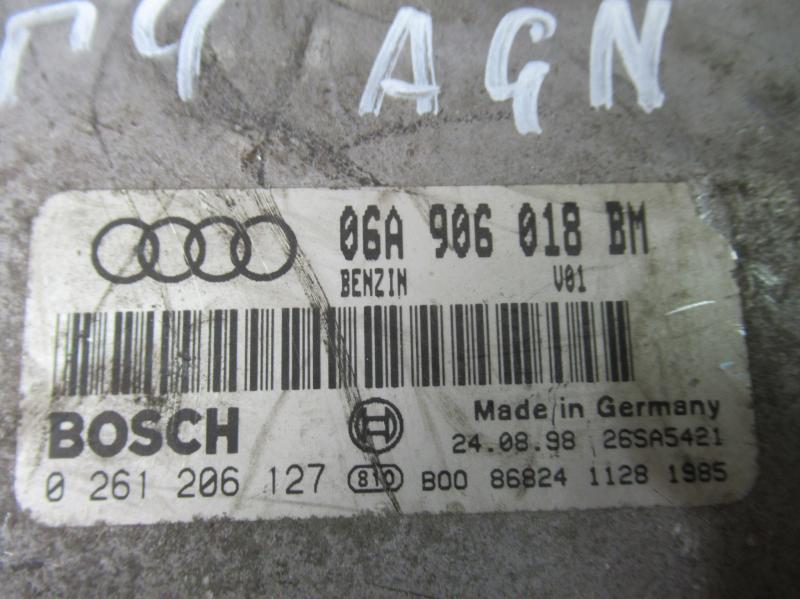 AGN
06A 906 018 BM
BENZIN V01
BOSCH
Made in Germany
24.08.98 26SA5421
0 261 206 127 810 B00 86824 1128 1985